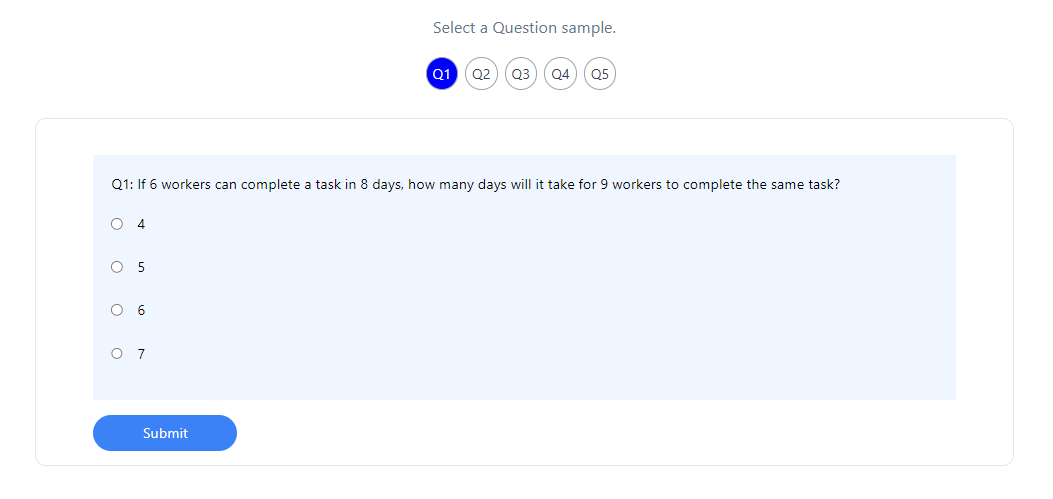 Select a Question sample.
Q1 Q2 Q3 Q4 Q5
Q1: If 6 workers can complete a task in 8 days, how many days will it take for 9 workers to complete the same task?
4
5
6
7
Submit